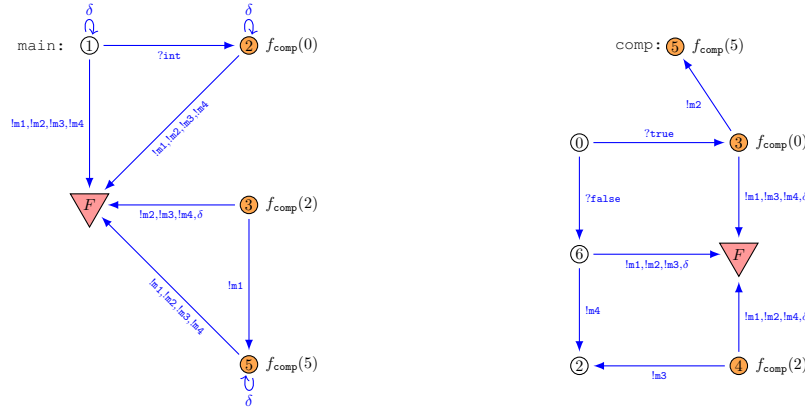 δ δ
main: 1 ?int 2 f_comp(0)
!m1,!m2,!m3,!m4
!m1,!m2,!m3,!m4
F !m2,!m3,!m4,δ 3 f_comp(2)
!m1
!m1,!m2,!m3,!m4
5 f_comp(5)
δ
comp: 5 f_comp(5)
!m2
0 ?true 3 f_comp(0)
?false
!m1,!m3,!m4,δ
6 !m1,!m2,!m3,δ F
!m4
!m1,!m2,!m4,δ
2 !m3 4 f_comp(2)